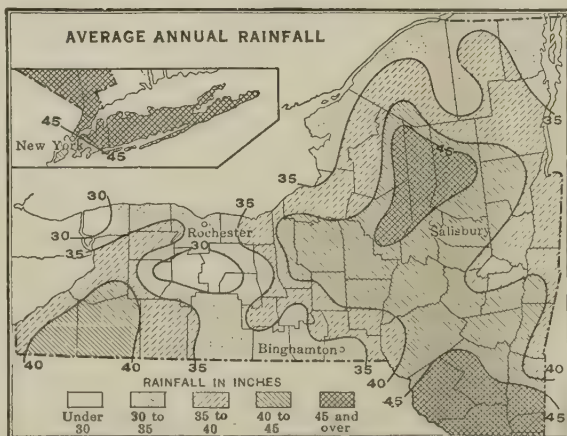 AVERAGE ANNUAL RAINFALL
45
New York
45
35
45
30
35
30
35
Rochester
30
35
Salisbury
Binghamton
40
40
35
35
40
45
45
RAINFALL IN INCHES
Under 30
30 to 35
35 to 40
40 to 45
45 and over